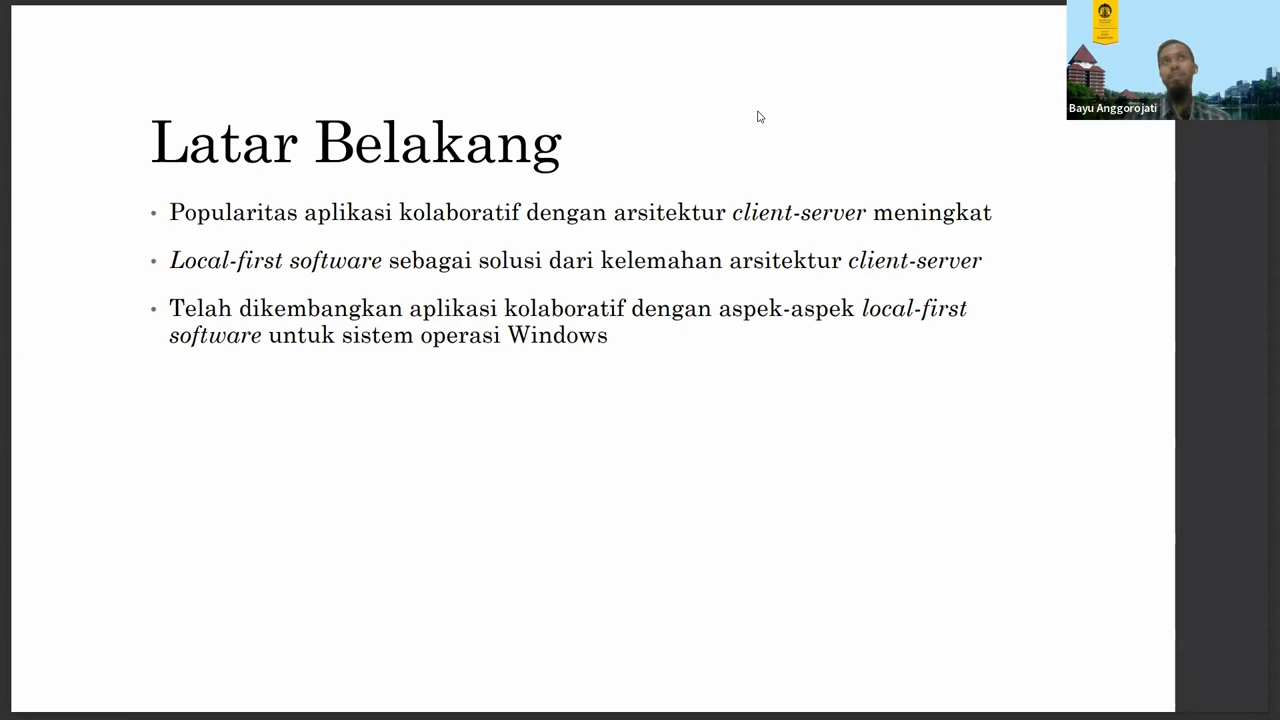 Latar Belakang
• Popularitas aplikasi kolaboratif dengan arsitektur client-server meningkat
• Local-first software sebagai solusi dari kelemahan arsitektur client-server
• Telah dikembangkan aplikasi kolaboratif dengan aspek-aspek local-first
software untuk sistem operasi Windows
Bayu Anggorojati